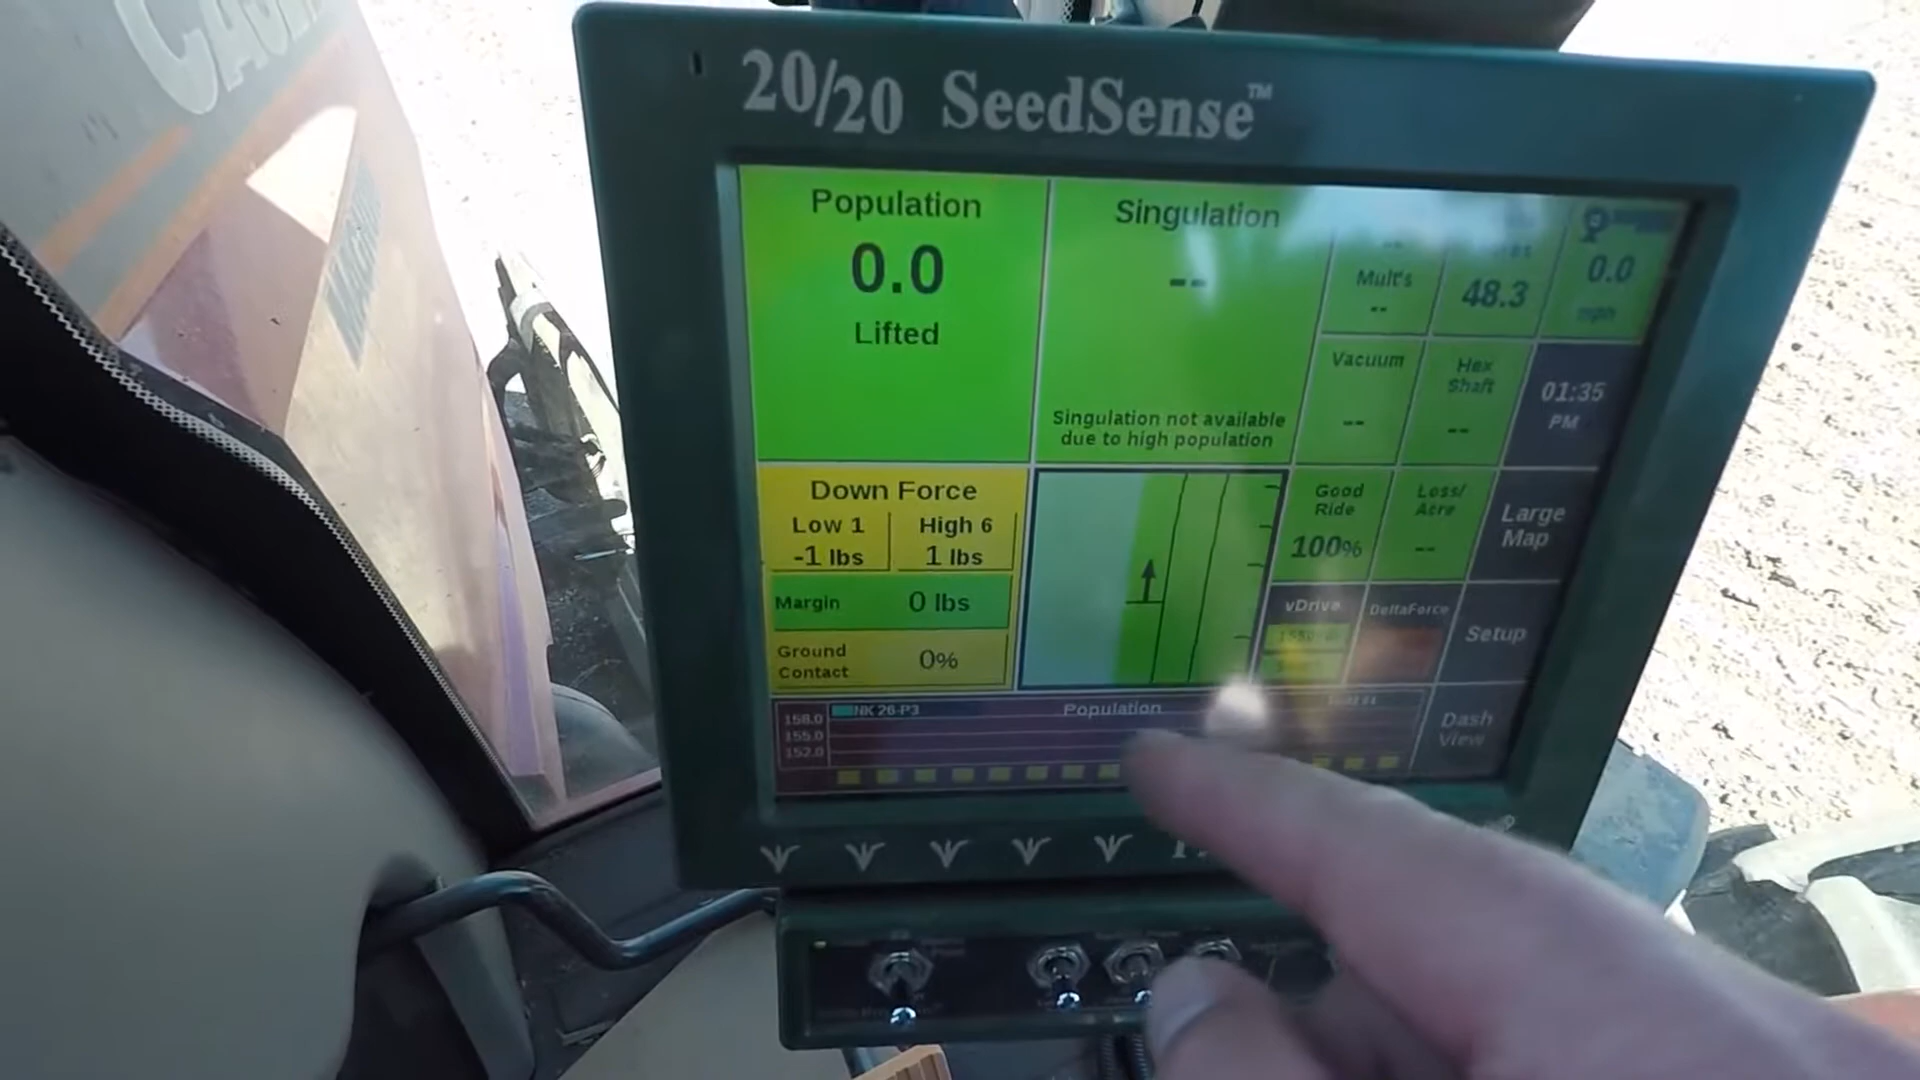 20/20 SeedSense™
Population
0.0
Lifted
Singulation
--
Singulation not available
due to high population
--
Mult's
--
48.3
0.0
mph
Vacuum
--
Hex
Shaft
--
01:35
PM
Down Force
Low 1
-1 lbs
High 6
1 lbs
Margin
0 lbs
Ground
Contact
0%
Good
Ride
100%
Loss/
Acre
--
Large
Map
vDrive
DeltaForce
Setup
158.0
155.0
152.0
NK 26-P3
Population
Dash
View